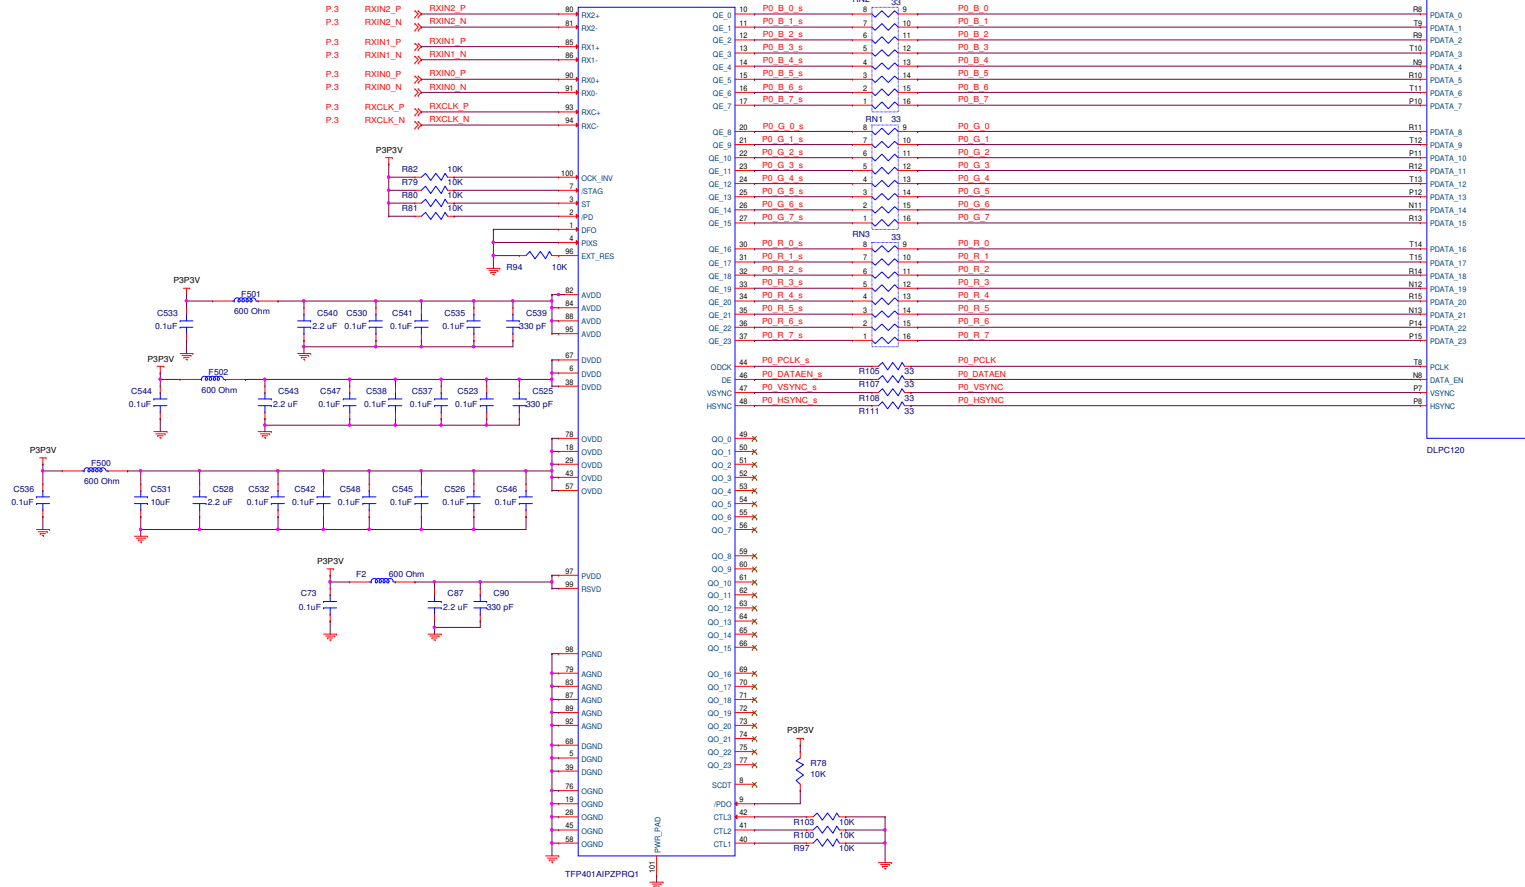 P.3 RXIN2_P RXIN2_P 80 RX2+
P.3 RXIN2_N RXIN2_N 81 RX2-
P.3 RXIN1_P RXIN1_P 85 RX1+
P.3 RXIN1_N RXIN1_N 86 RX1-
P.3 RXIN0_P RXIN0_P 90 RX0+
P.3 RXIN0_N RXIN0_N 91 RX0-
P.3 RXCLK_P RXCLK_P 93 RXC+
P.3 RXCLK_N RXCLK_N 94 RXC-
P3P3V
R82 10K 100 OCK_INV
R79 10K 7 /STAG
R80 10K 3 ST
R81 10K 2 /PD
1 DFO
4 PIXS
R94 10K 96 EXT_RES
P3P3V
F501
600 Ohm
82 AVDD
84 AVDD
88 AVDD
95 AVDD
C533 C540 C530 C541 C535 C539
0.1uF 2.2 uF 0.1uF 0.1uF 0.1uF 330 pF
P3P3V
F502
600 Ohm
67 DVDD
6 DVDD
38 DVDD
C544 C543 C547 C538 C537 C523 C525
0.1uF 2.2 uF 0.1uF 0.1uF 0.1uF 0.1uF 330 pF
P3P3V
F500
600 Ohm
78 OVDD
18 OVDD
29 OVDD
43 OVDD
57 OVDD
C536 C531 C528 C532 C542 C548 C545 C526 C546
0.1uF 10uF 2.2 uF 0.1uF 0.1uF 0.1uF 0.1uF 0.1uF 0.1uF
P3P3V
F2 600 Ohm
97 PVDD
99 RSVD
C73 C87 C90
0.1uF 2.2 uF 330 pF
98 PGND
79 AGND
83 AGND
87 AGND
89 AGND
92 AGND
68 DGND
5 DGND
39 DGND
76 OGND
19 OGND
28 OGND
45 OGND
58 OGND
PWR_PAD
101
TFP401AIPZPRQ1
33
QE_0 10 P0_B_0_s 8 9 P0_B_0 R8 PDATA_0
QE_1 11 P0_B_1_s 7 10 P0_B_1 T9 PDATA_1
QE_2 12 P0_B_2_s 6 11 P0_B_2 R9 PDATA_2
QE_3 13 P0_B_3_s 5 12 P0_B_3 T10 PDATA_3
QE_4 14 P0_B_4_s 4 13 P0_B_4 N9 PDATA_4
QE_5 15 P0_B_5_s 3 14 P0_B_5 R10 PDATA_5
QE_6 16 P0_B_6_s 2 15 P0_B_6 T11 PDATA_6
QE_7 17 P0_B_7_s 1 16 P0_B_7 P10 PDATA_7
RN1 33
QE_8 20 P0_G_0_s 8 9 P0_G_0 R11 PDATA_8
QE_9 21 P0_G_1_s 7 10 P0_G_1 T12 PDATA_9
QE_10 22 P0_G_2_s 6 11 P0_G_2 P11 PDATA_10
QE_11 23 P0_G_3_s 5 12 P0_G_3 R12 PDATA_11
QE_12 24 P0_G_4_s 4 13 P0_G_4 T13 PDATA_12
QE_13 25 P0_G_5_s 3 14 P0_G_5 P12 PDATA_13
QE_14 26 P0_G_6_s 2 15 P0_G_6 N11 PDATA_14
QE_15 27 P0_G_7_s 1 16 P0_G_7 R13 PDATA_15
RN3 33
QE_16 30 P0_R_0_s 8 9 P0_R_0 T14 PDATA_16
QE_17 31 P0_R_1_s 7 10 P0_R_1 T15 PDATA_17
QE_18 32 P0_R_2_s 6 11 P0_R_2 R14 PDATA_18
QE_19 33 P0_R_3_s 5 12 P0_R_3 N12 PDATA_19
QE_20 34 P0_R_4_s 4 13 P0_R_4 R15 PDATA_20
QE_21 35 P0_R_5_s 3 14 P0_R_5 N13 PDATA_21
QE_22 36 P0_R_6_s 2 15 P0_R_6 P14 PDATA_22
QE_23 37 P0_R_7_s 1 16 P0_R_7 P15 PDATA_23
ODCK 44 P0_PCLK_s R105 33 P0_PCLK T8 PCLK
DE 46 P0_DATAEN_s R107 33 P0_DATAEN N8 DATA_EN
VSYNC 47 P0_VSYNC_s R108 33 P0_VSYNC P7 VSYNC
HSYNC 48 P0_HSYNC_s R111 33 P0_HSYNC P8 HSYNC
DLPC120
QO_0 49
QO_1 50
QO_2 51
QO_3 52
QO_4 53
QO_5 54
QO_6 55
QO_7 56
QO_8 59
QO_9 60
QO_10 61
QO_11 62
QO_12 63
QO_13 64
QO_14 65
QO_15 66
QO_16 69
QO_17 70
QO_18 71
QO_19 72
QO_20 73
QO_21 74
QO_22 75
QO_23 77
SCDT 8
P3P3V
R78
10K
/PDO 9
CTL3 42 R103 10K
CTL2 41 R100 10K
CTL1 40 R97 10K